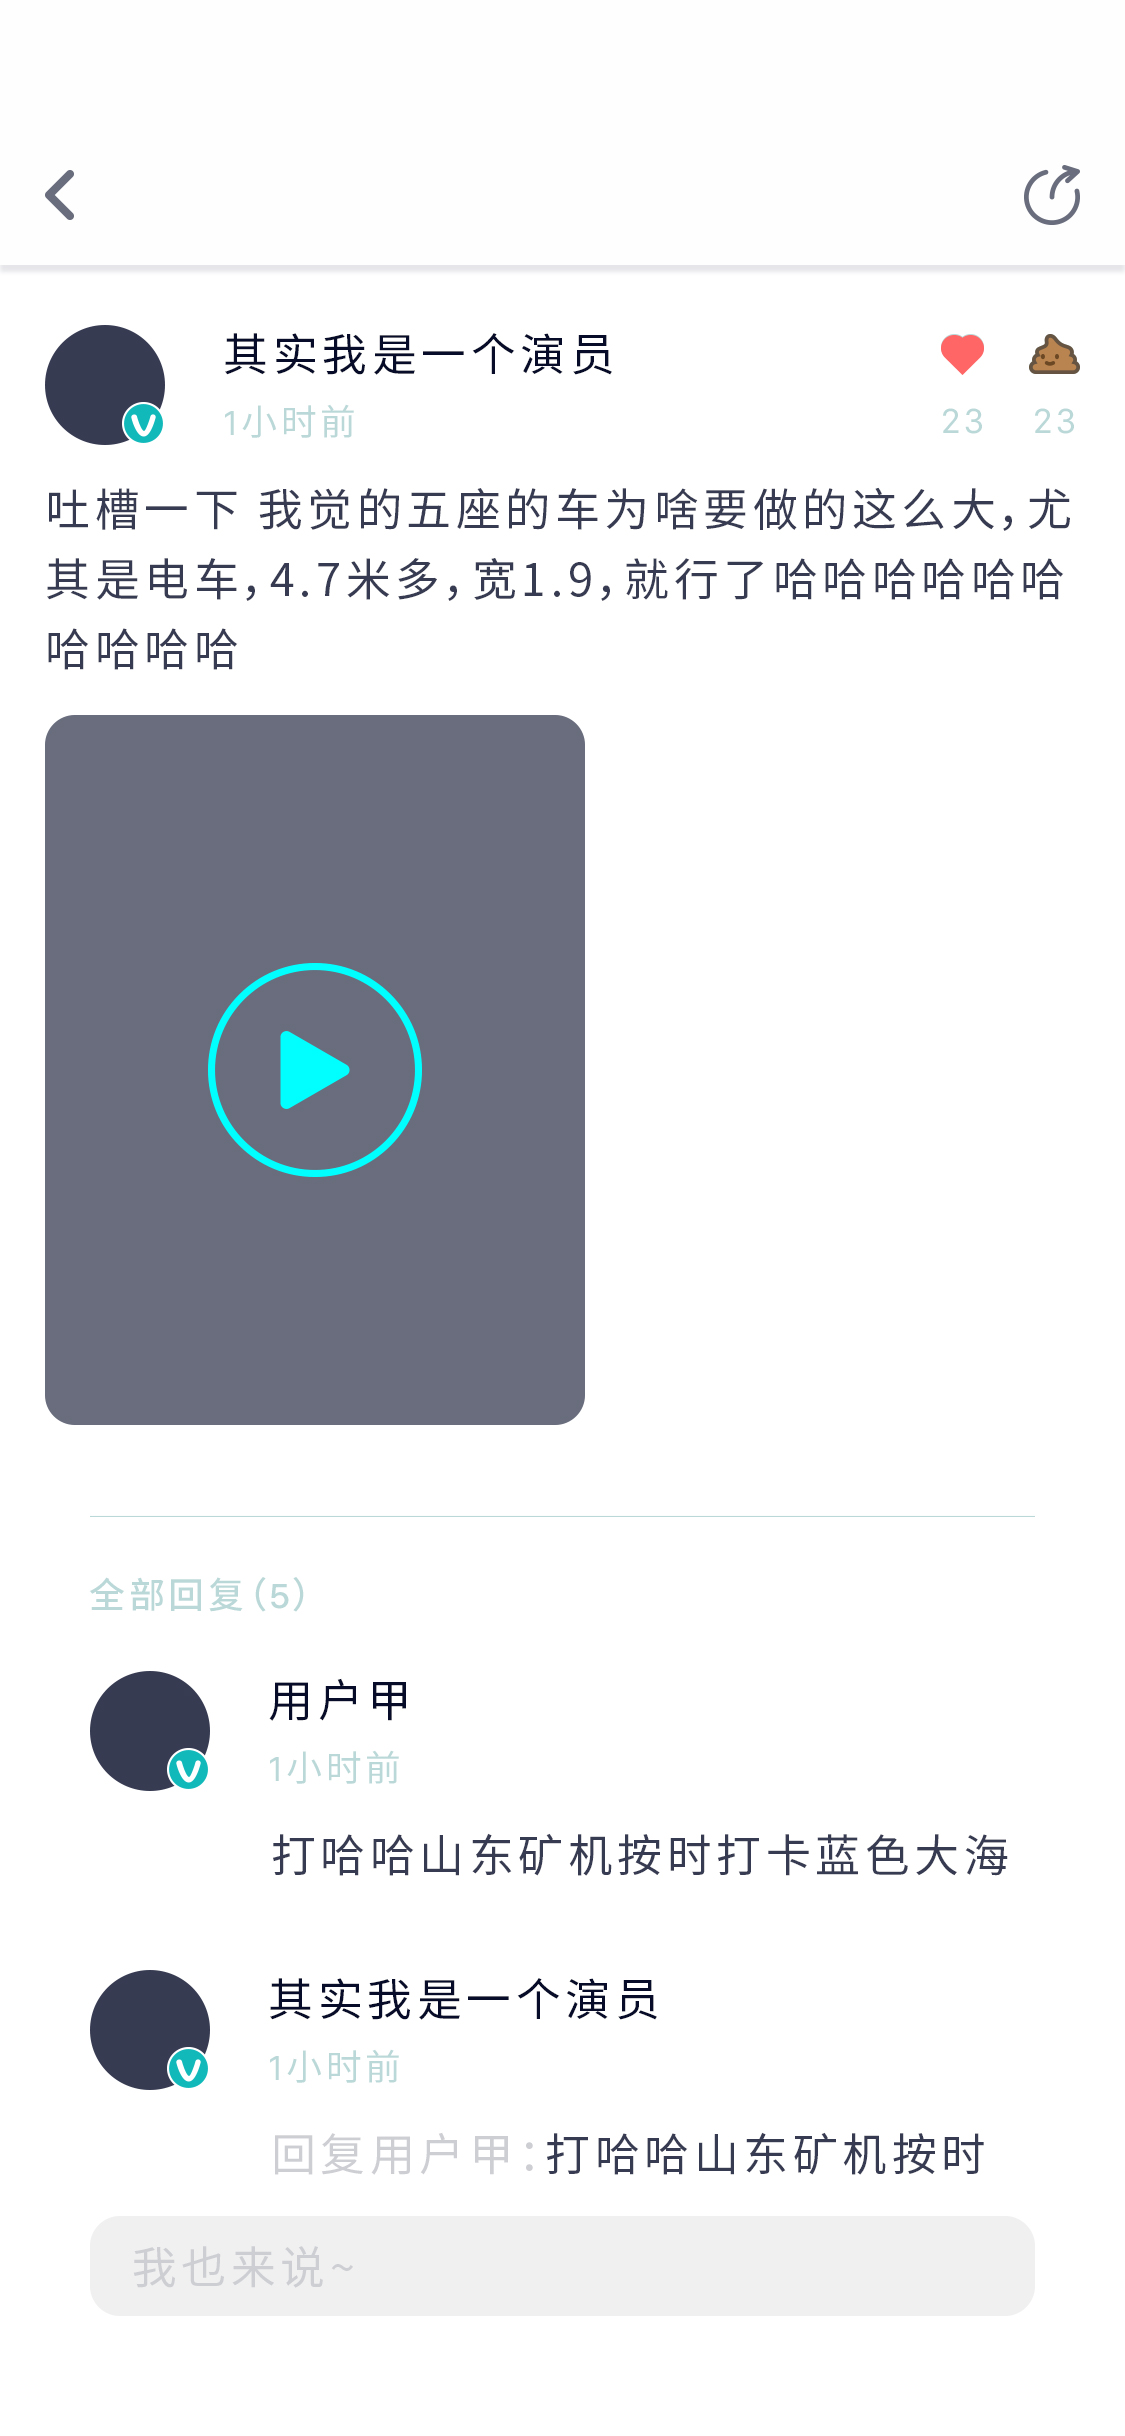 其实我是一个演员
1小时前
23 23
吐槽一下 我觉的五座的车为啥要做的这么大，尤
其是电车，4.7米多，宽1.9，就行了哈哈哈哈哈哈
哈哈哈哈
全部回复（5）
用户甲
1小时前
打哈哈山东矿机按时打卡蓝色大海
其实我是一个演员
1小时前
回复用户甲：打哈哈山东矿机按时
我也来说~